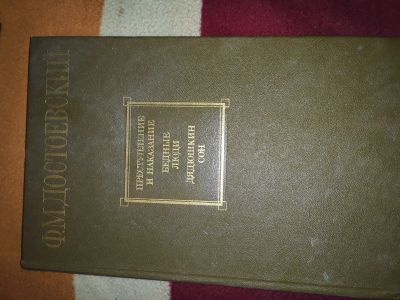 Ф.М.ДОСТОЕВСКИЙ
ПРЕСТУПЛЕНИЕ
И НАКАЗАНИЕ
БЕДНЫЕ
ЛЮДИ
ДЯДЮШКИН
СОН